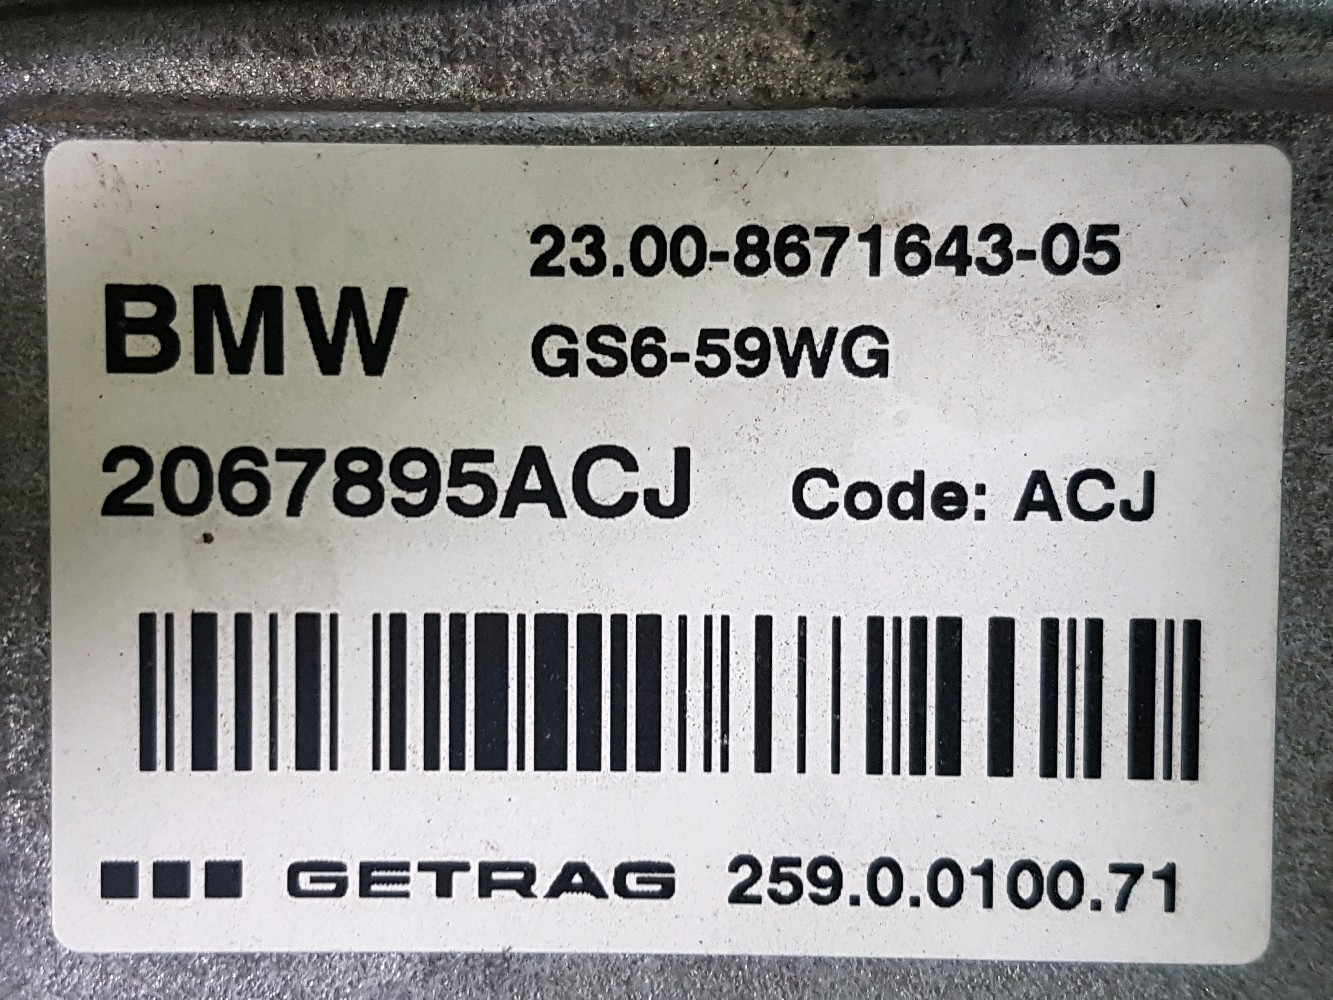 23.00-8671643-05
BMW GS6-59WG
2067895ACJ Code: ACJ
GETRAG 259.0.0100.71